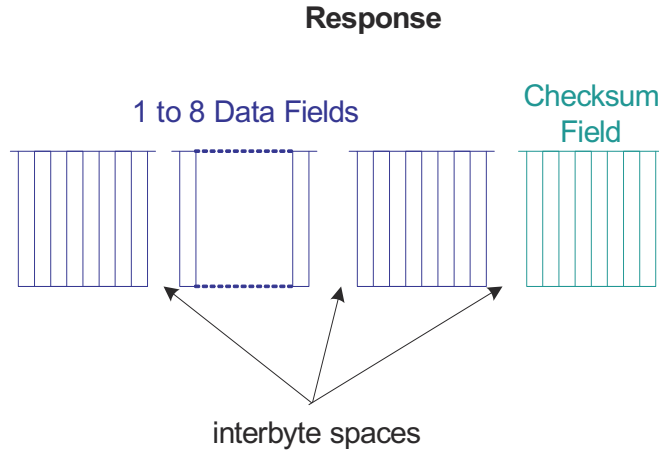 Response
1 to 8 Data Fields
Checksum
Field
interbyte spaces